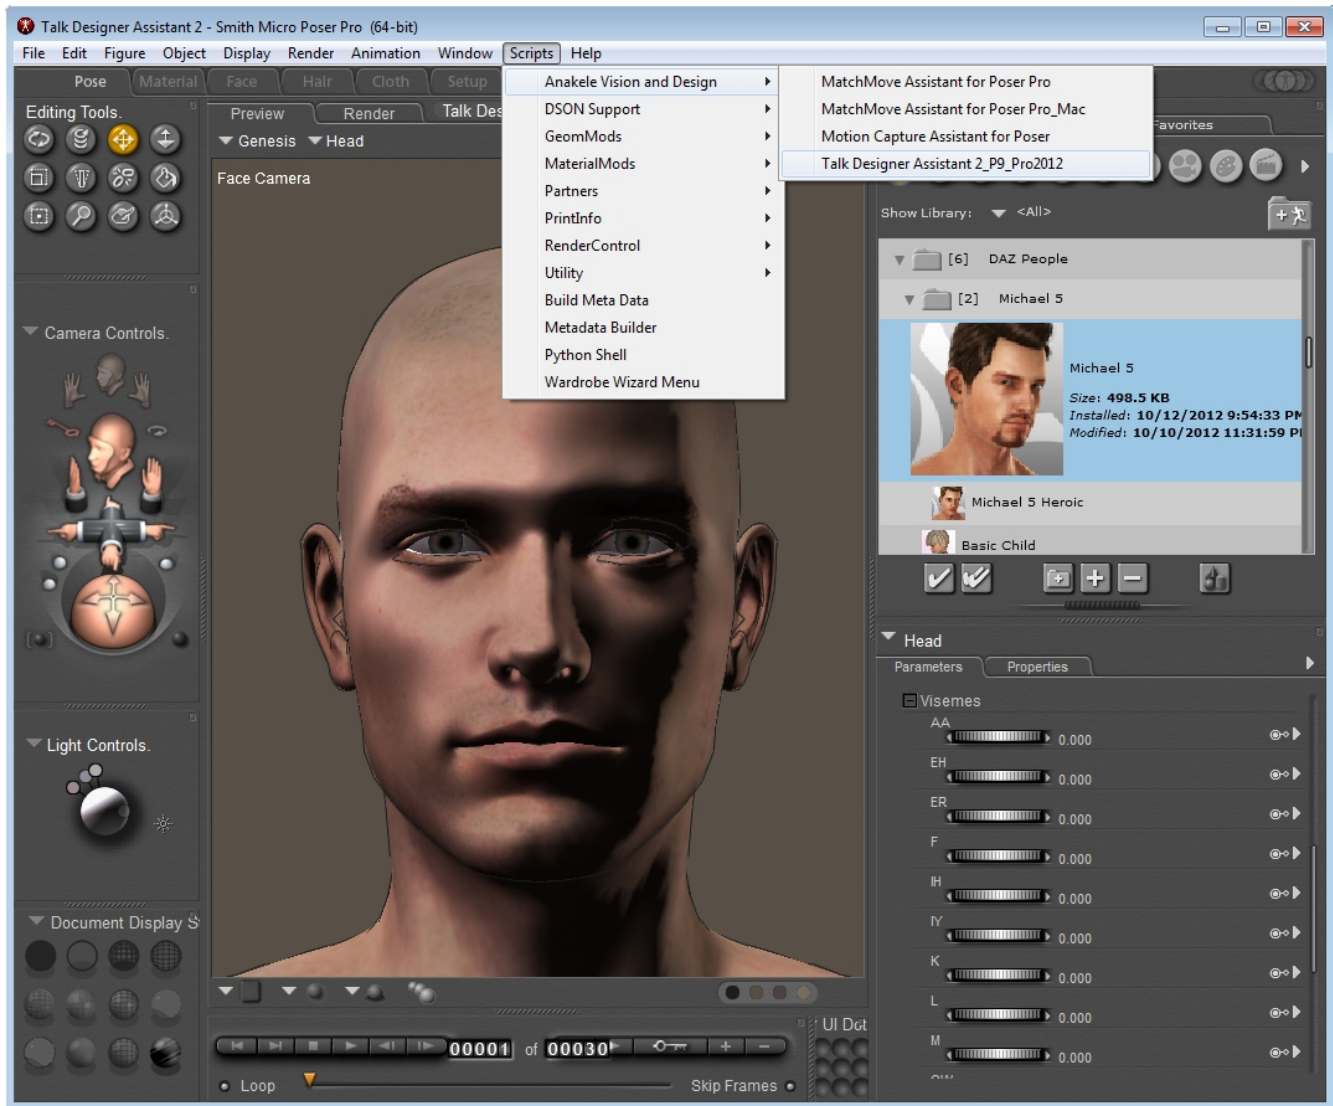 Talk Designer Assistant 2 - Smith Micro Poser Pro (64-bit)
File Edit Figure Object Display Render Animation Window Scripts Help
Pose Material Face Hair Cloth Setup
Anakele Vision and Design
DSON Support
GeomMods
MaterialMods
Partners
PrintInfo
RenderControl
Utility
Build Meta Data
Metadata Builder
Python Shell
Wardrobe Wizard Menu
MatchMove Assistant for Poser Pro
MatchMove Assistant for Poser Pro_Mac
Motion Capture Assistant for Poser
Talk Designer Assistant 2_P9_Pro2012
Editing Tools.
Preview Render Talk Des
Genesis Head
Face Camera
Camera Controls.
Light Controls.
Document Display S
Favorites
Show Library: <All>
[6] DAZ People
[2] Michael 5
Michael 5
Size: 498.5 KB
Installed: 10/12/2012 9:54:33 PM
Modified: 10/10/2012 11:31:59 P
Michael 5 Heroic
Basic Child
Head
Parameters Properties
Visemes
AA
0.000
EH
0.000
ER
0.000
F
0.000
IH
0.000
IY
0.000
K
0.000
L
0.000
M
0.000
00001 of 00030
Loop Skip Frames
UI Dot